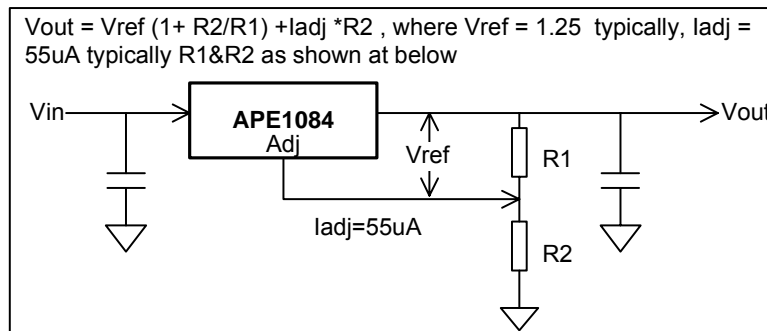 Vout = Vref (1+ R2/R1) +Iadj *R2 , where Vref = 1.25  typically, Iadj =
55uA typically R1&R2 as shown at below
Vin
APE1084
Adj
Vout
Vref
R1
Iadj=55uA
R2